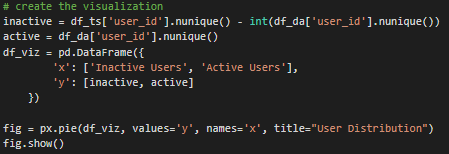 # create the visualization
inactive = df_ts['user_id'].nunique() - int(df_da['user_id'].nunique())
active = df_da['user_id'].nunique()
df_viz = pd.DataFrame({
        'x': ['Inactive Users', 'Active Users'],
        'y': [inactive, active]
    })

fig = px.pie(df_viz, values='y', names='x', title="User Distribution")
fig.show()